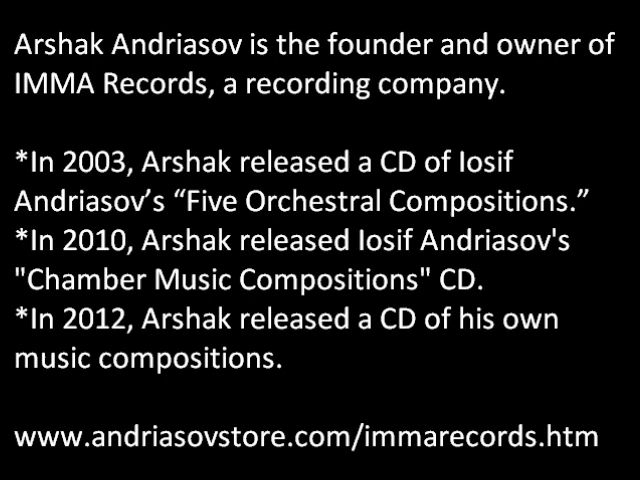 Arshak Andriasov is the founder and owner of
IMMA Records, a recording company.
*In 2003, Arshak released a CD of Iosif
Andriasov’s “Five Orchestral Compositions.”
*In 2010, Arshak released Iosif Andriasov's
"Chamber Music Compositions" CD.
*In 2012, Arshak released a CD of his own
music compositions.
www.andriasovstore.com/immarecords.htm